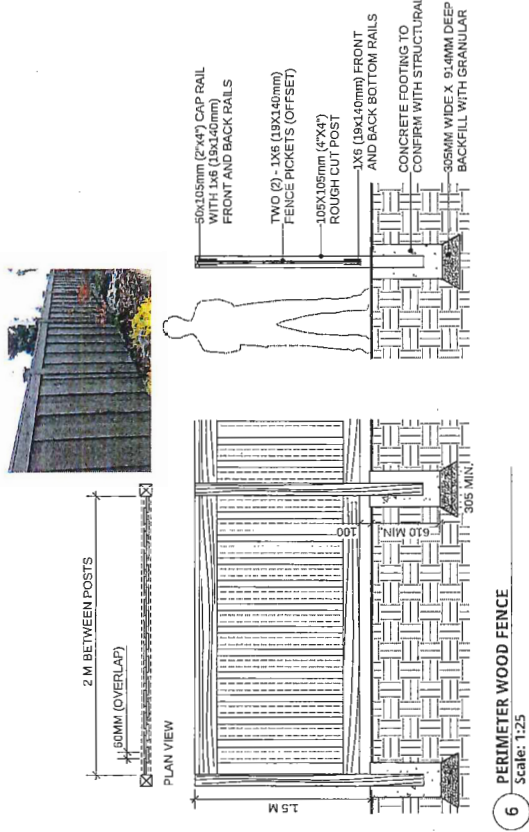 2 M BETWEEN POSTS
60MM (OVERLAP)
PLAN VIEW
1.5 M
100
610 MIN.
305 MIN.
50x105mm (2"x4") CAP RAIL
WITH 1x6 (19x140mm)
FRONT AND BACK RAILS
TWO (2) - 1X6 (19X140mm)
FENCE PICKETS (OFFSET)
105X105mm (4"X4")
ROUGH CUT POST
1X6 (19x140mm) FRONT
AND BACK BOTTOM RAILS
CONCRETE FOOTING TO
CONFIRM WITH STRUCTURAL
305MM WIDE X 914MM DEEP
BACKFILL WITH GRANULAR
6
PERIMETER WOOD FENCE
Scale: 1:25